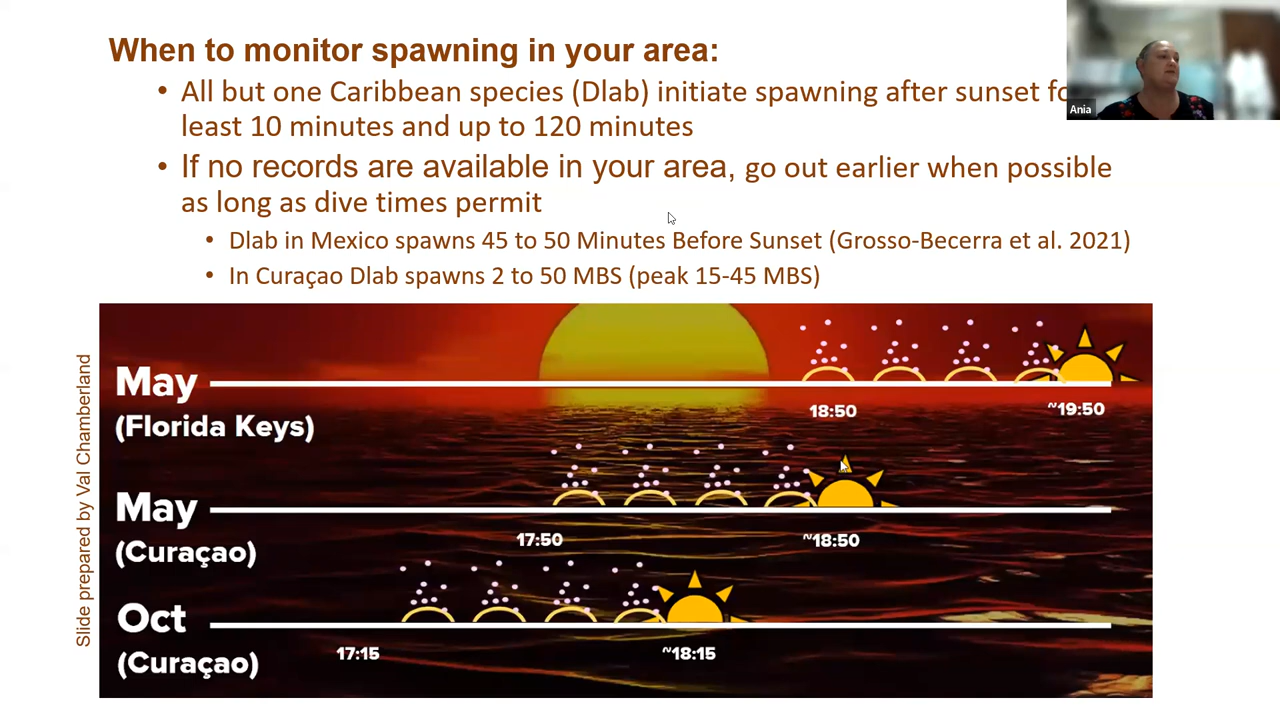 When to monitor spawning in your area:
• All but one Caribbean species (Dlab) initiate spawning after sunset
least 10 minutes and up to 120 minutes
• If no records are available in your area, go out earlier when possible
as long as dive times permit
• Dlab in Mexico spawns 45 to 50 Minutes Before Sunset (Grosso-Becerra et al. 2021)
• In Curaçao Dlab spawns 2 to 50 MBS (peak 15-45 MBS)
Ania
Slide prepared by Val Chamberland
May
(Florida Keys)
18:50
~19:50
May
(Curaçao)
17:50
~18:50
Oct
(Curaçao)
17:15
~18:15